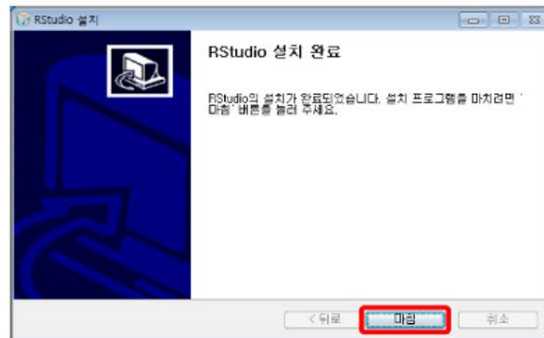 RStudio 설치
RStudio 설치 완료
RStudio의 설치가 완료되었습니다. 설치 프로그램을 마치려면 '
마침' 버튼을 눌러 주세요.
< 뒤로
마침
취소